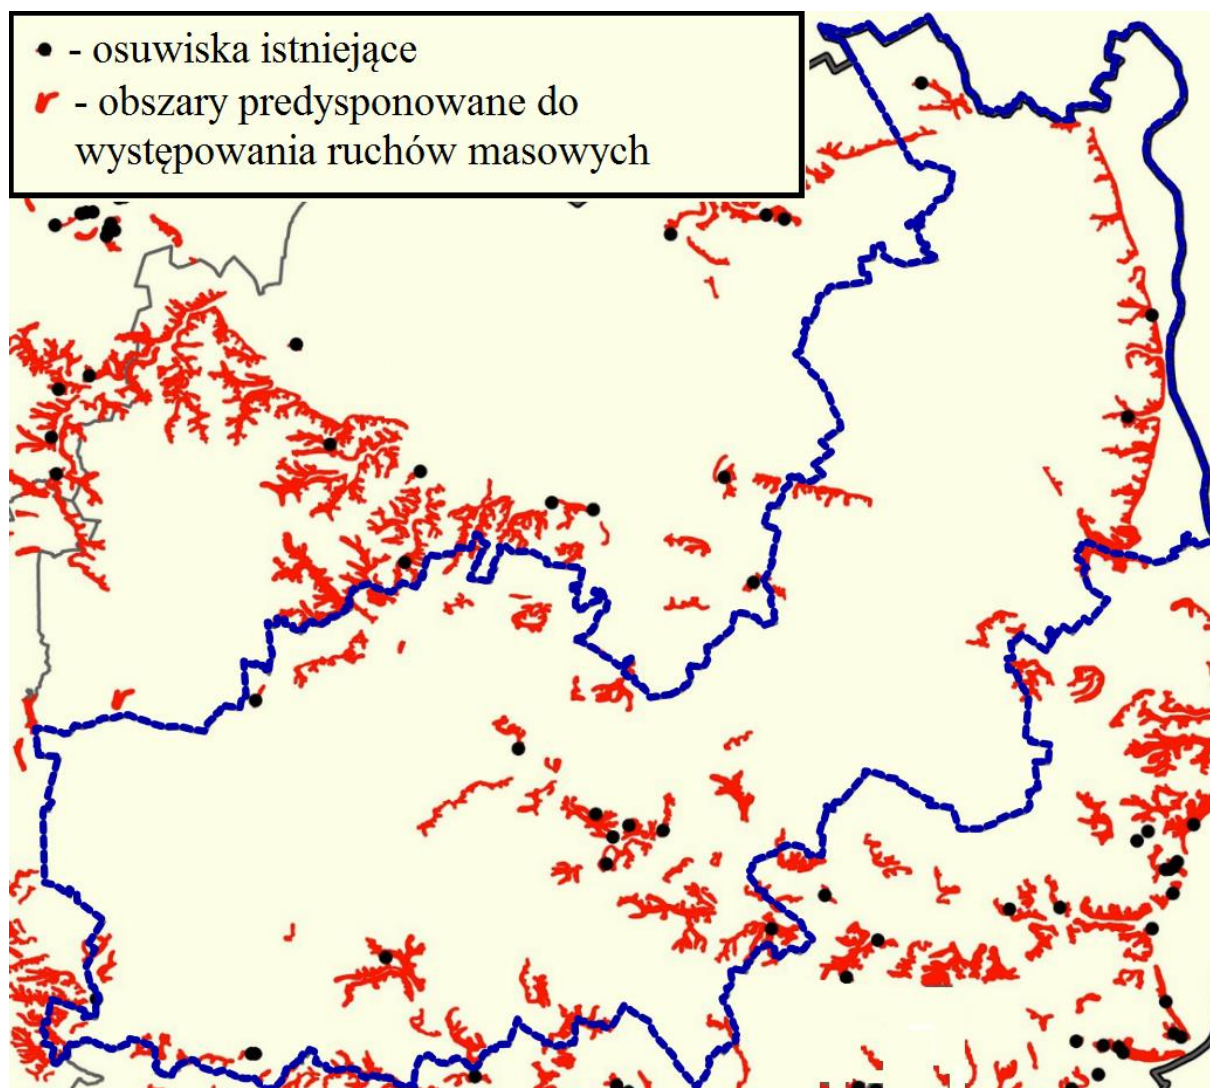 - osuwiska istniejące
- obszary predysponowane do
występowania ruchów masowych